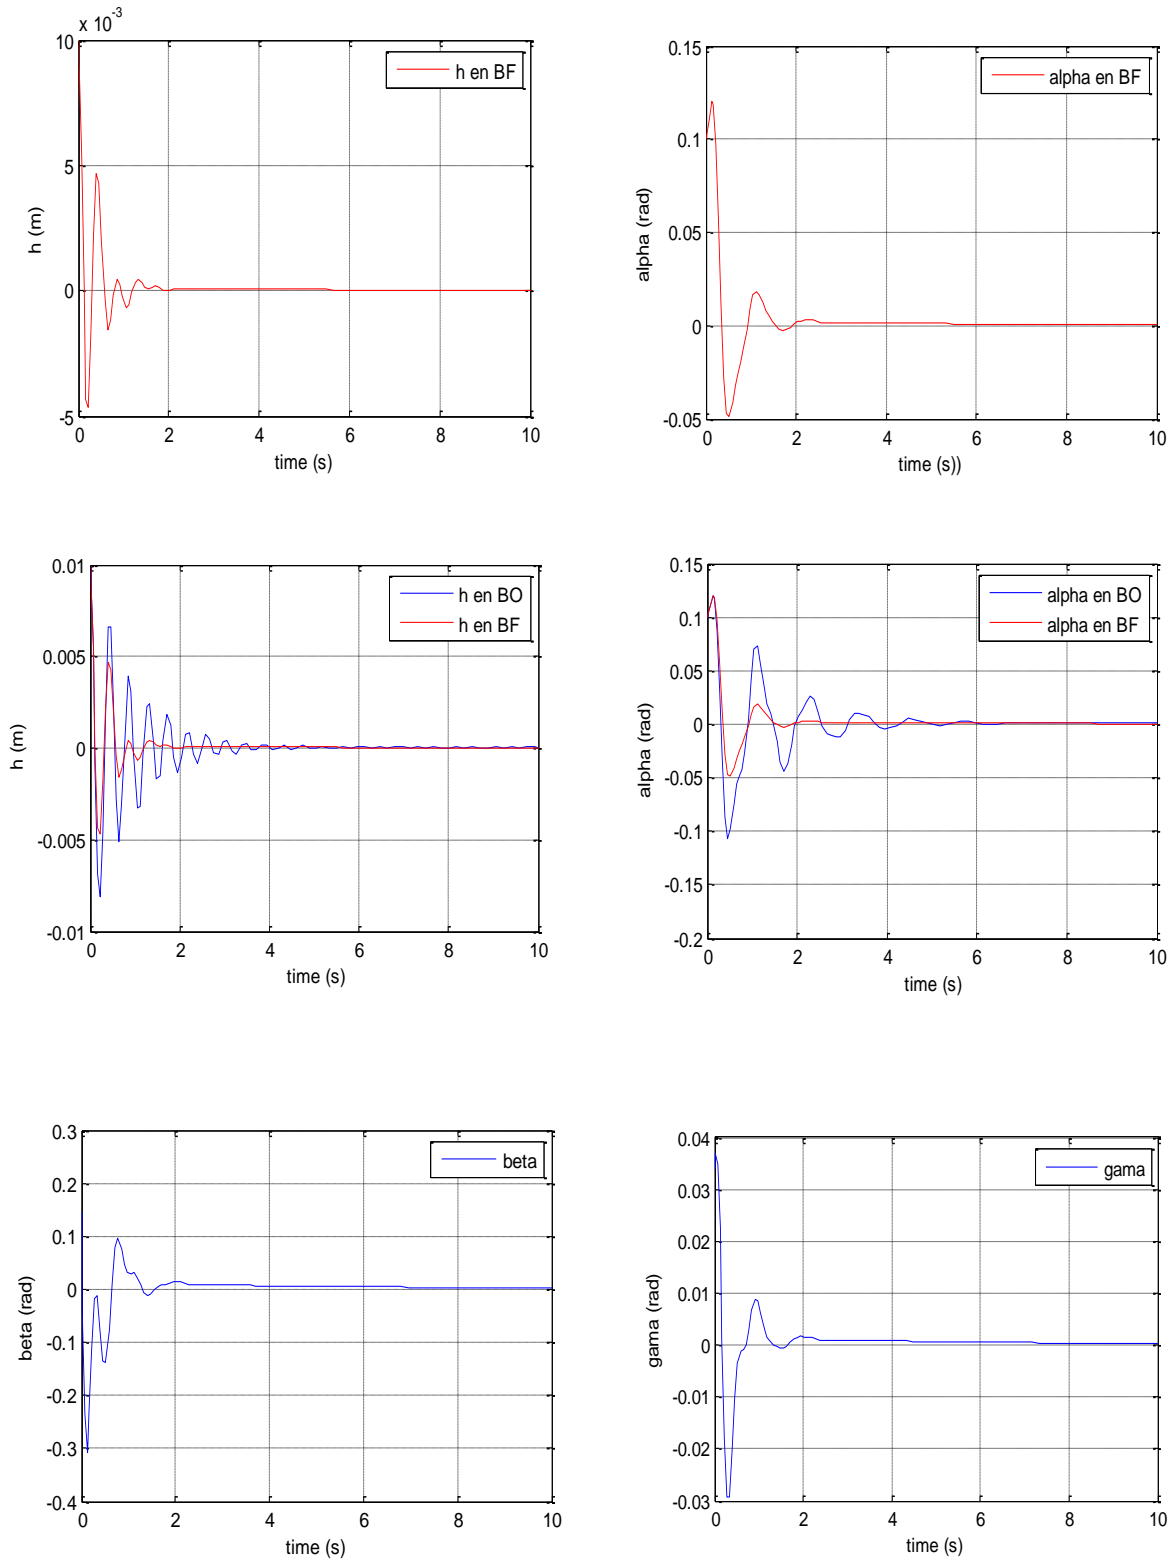 x 10-3
10
5
0
-5
0 2 4 6 8 10
h (m)
time (s)
h en BF
0.15
0.1
0.05
0
-0.05
0 2 4 6 8 10
alpha (rad)
time (s))
alpha en BF
0.01
0.005
0
-0.005
-0.01
0 2 4 6 8 10
h (m)
time (s)
h en BO
h en BF
0.15
0.1
0.05
0
-0.05
-0.1
-0.15
-0.2
0 2 4 6 8 10
alpha (rad)
time (s)
alpha en BO
alpha en BF
0.3
0.2
0.1
0
-0.1
-0.2
-0.3
-0.4
0 2 4 6 8 10
beta (rad)
time (s)
beta
0.04
0.03
0.02
0.01
0
-0.01
-0.02
-0.03
0 2 4 6 8 10
gama (rad)
time (s)
gama